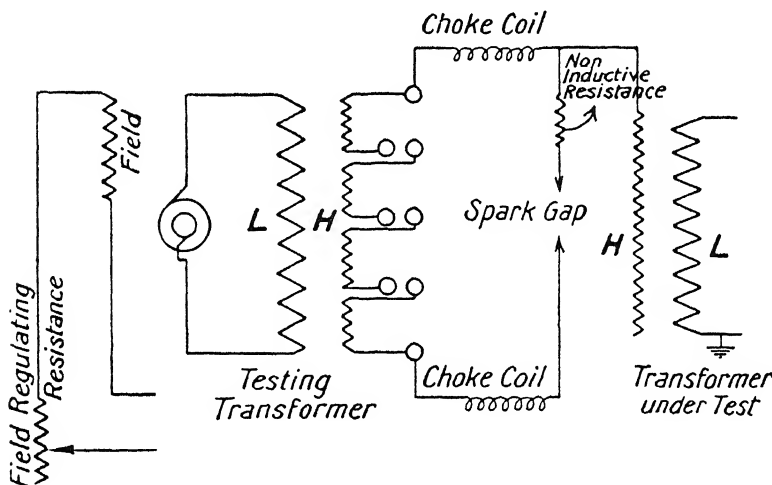 Choke Coil
Non
Inductive
Resistance
Field
L
H
Spark Gap
H
L
Field Regulating
Resistance
Testing
Transformer
Choke Coil
Transformer
under Test